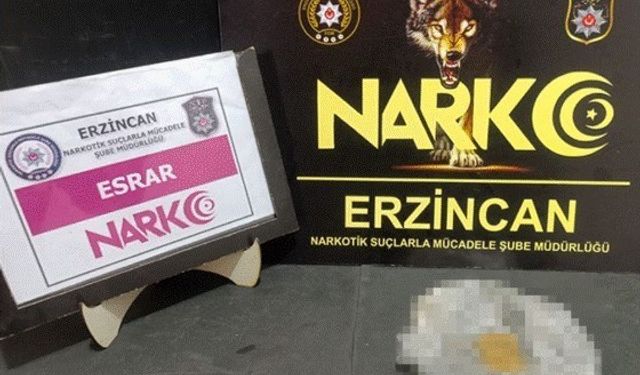 ERZİNCAN
NARKOTİK SUÇLARLA MÜCADELE
ŞUBE MÜDÜRLÜĞÜ
ESRAR
NARKO
NARKO
ERZİNCAN
NARKOTİK SUÇLARLA MÜCADELE ŞUBE MÜDÜRLÜĞÜ